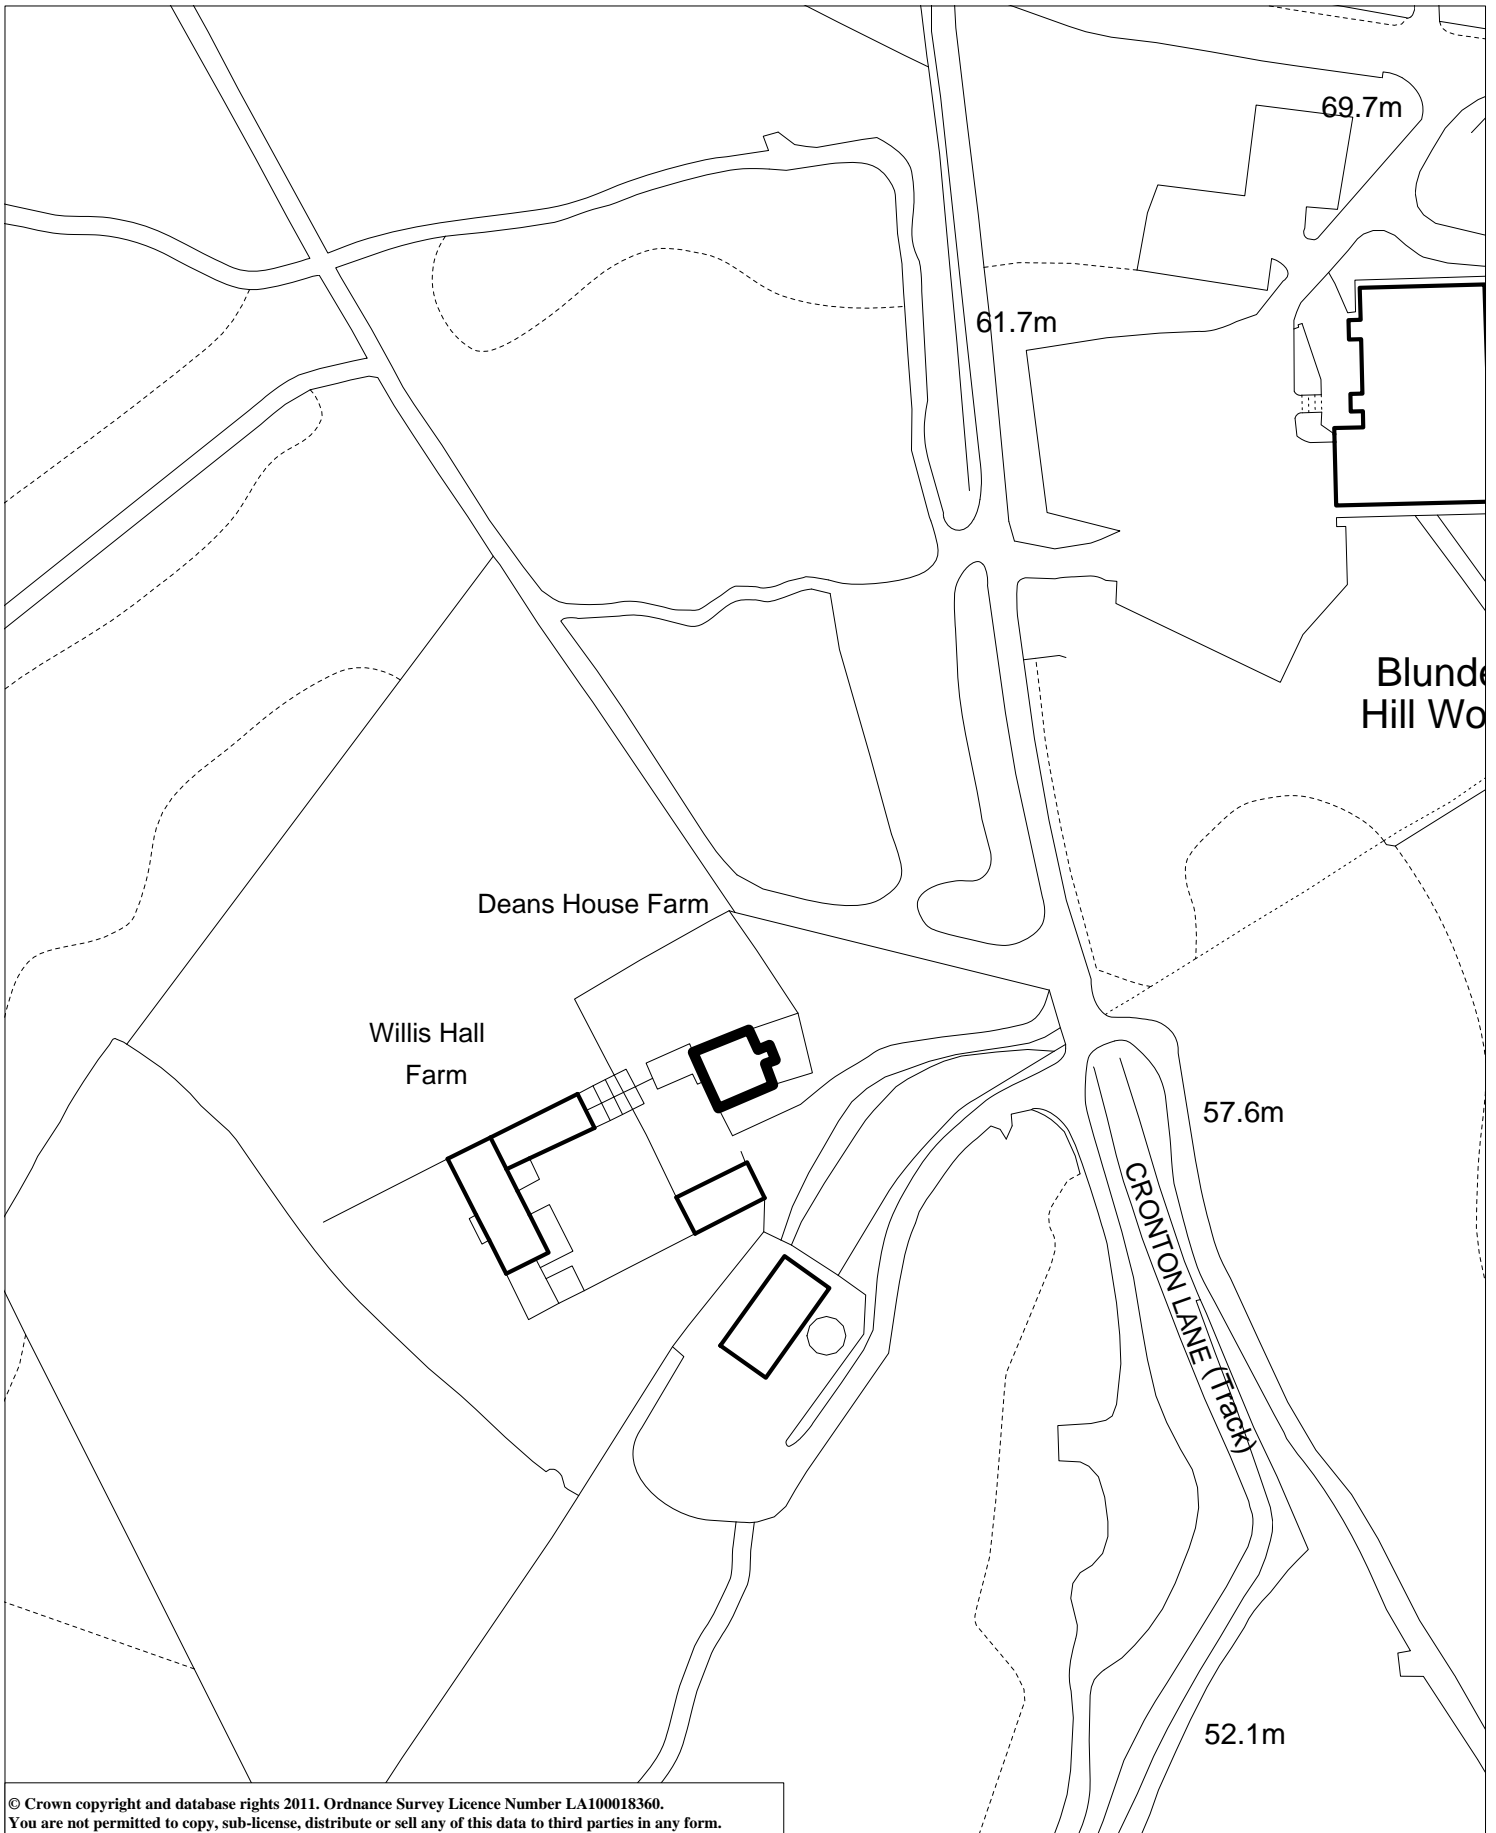 69.7m
61.7m
Blunde
Hill Wo
Deans House Farm
Willis Hall
Farm
57.6m
CRONTON LANE (Track)
52.1m
© Crown copyright and database rights 2011. Ordnance Survey Licence Number LA100018360.
You are not permitted to copy, sub-license, distribute or sell any of this data to third parties in any form.